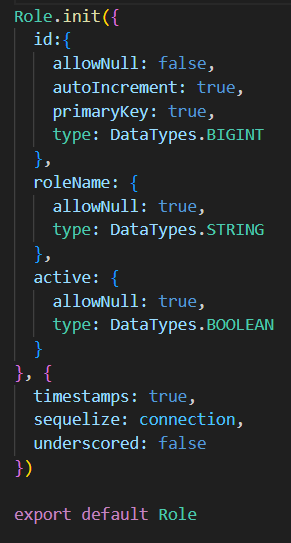 Role.init({
  id:{
    allowNull: false,
    autoIncrement: true,
    primaryKey: true,
    type: DataTypes.BIGINT
  },
  roleName: {
    allowNull: true,
    type: DataTypes.STRING
  },
  active: {
    allowNull: true,
    type: DataTypes.BOOLEAN
  }
}, {
  timestamps: true,
  sequelize: connection,
  underscored: false
})

export default Role